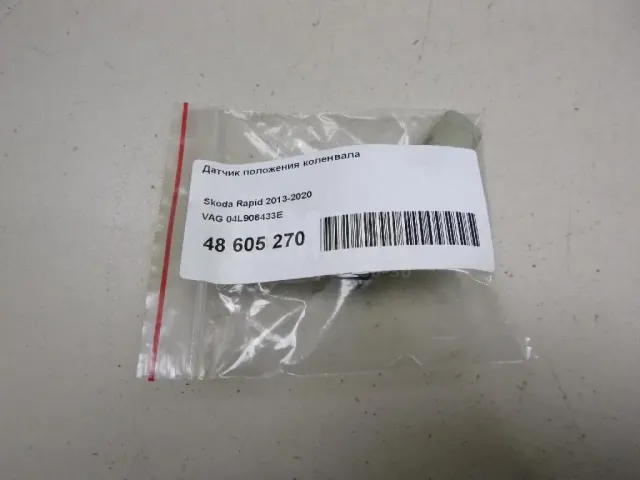 Датчик положения коленвала
Skoda Rapid 2013-2020
VAG 04L906433E
48 605 270